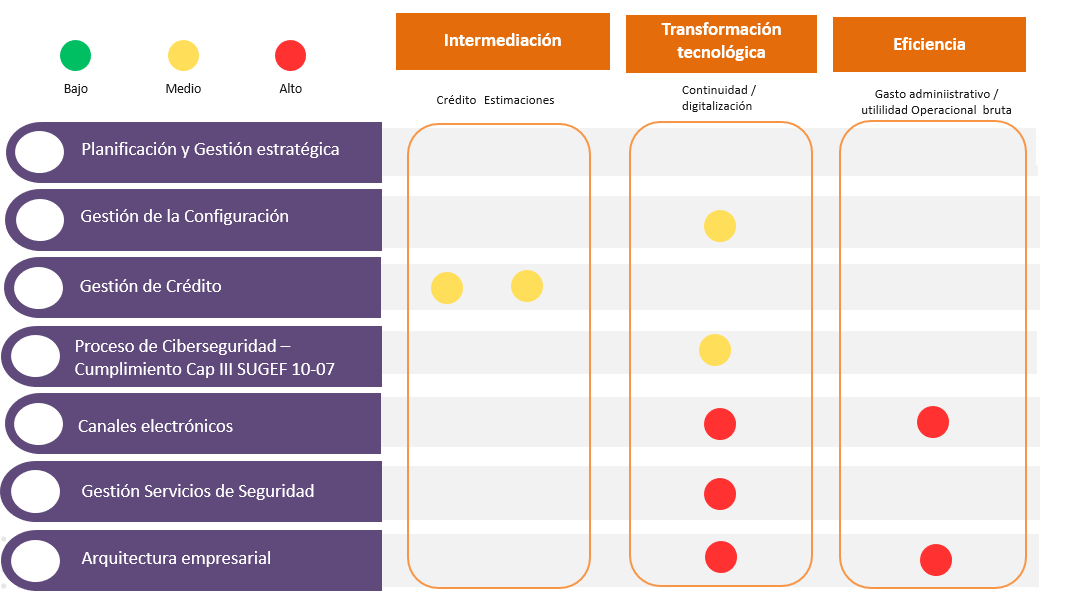 Intermediación
Transformación
tecnológica
Eficiencia
Bajo
Medio
Alto
Crédito Estimaciones
Continuidad /
digitalización
Gasto adminiistrativo /
utililidad Operacional bruta
Planificación y Gestión estratégica
Gestión de la Configuración
Gestión de Crédito
Proceso de Ciberseguridad –
Cumplimiento Cap III SUGEF 10-07
Canales electrónicos
Gestión Servicios de Seguridad
Arquitectura empresarial